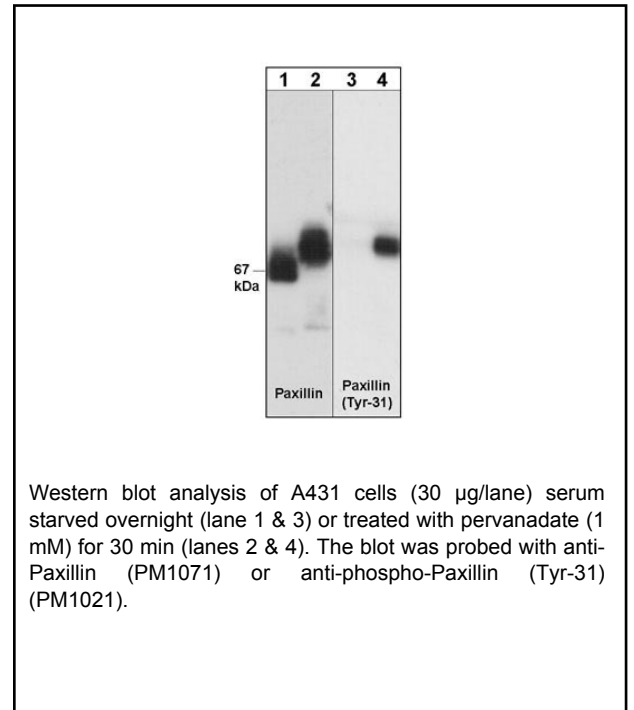 1 2 3 4
67
kDa
Paxillin
Paxillin
(Tyr-31)
Western blot analysis of A431 cells (30 µg/lane) serum
starved overnight (lane 1 & 3) or treated with pervanadate (1
mM) for 30 min (lanes 2 & 4). The blot was probed with anti-
Paxillin (PM1071) or anti-phospho-Paxillin (Tyr-31)
(PM1021).